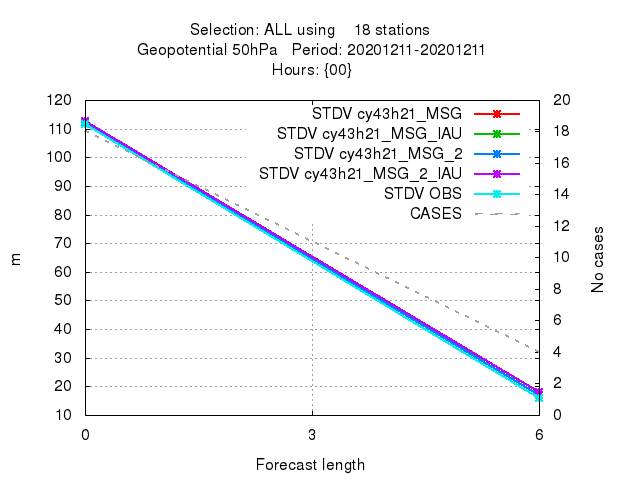 Selection: ALL using 18 stations
Geopotential 50hPa Period: 20201211-20201211
Hours: {00}
120
110
100
90
80
70
60
50
40
30
20
10
m
20
18
16
14
12
10
8
6
4
2
0
No cases
STDV cy43h21_MSG
STDV cy43h21_MSG_IAU
STDV cy43h21_MSG_2
STDV cy43h21_MSG_2_IAU
STDV OBS
CASES
0 3 6
Forecast length